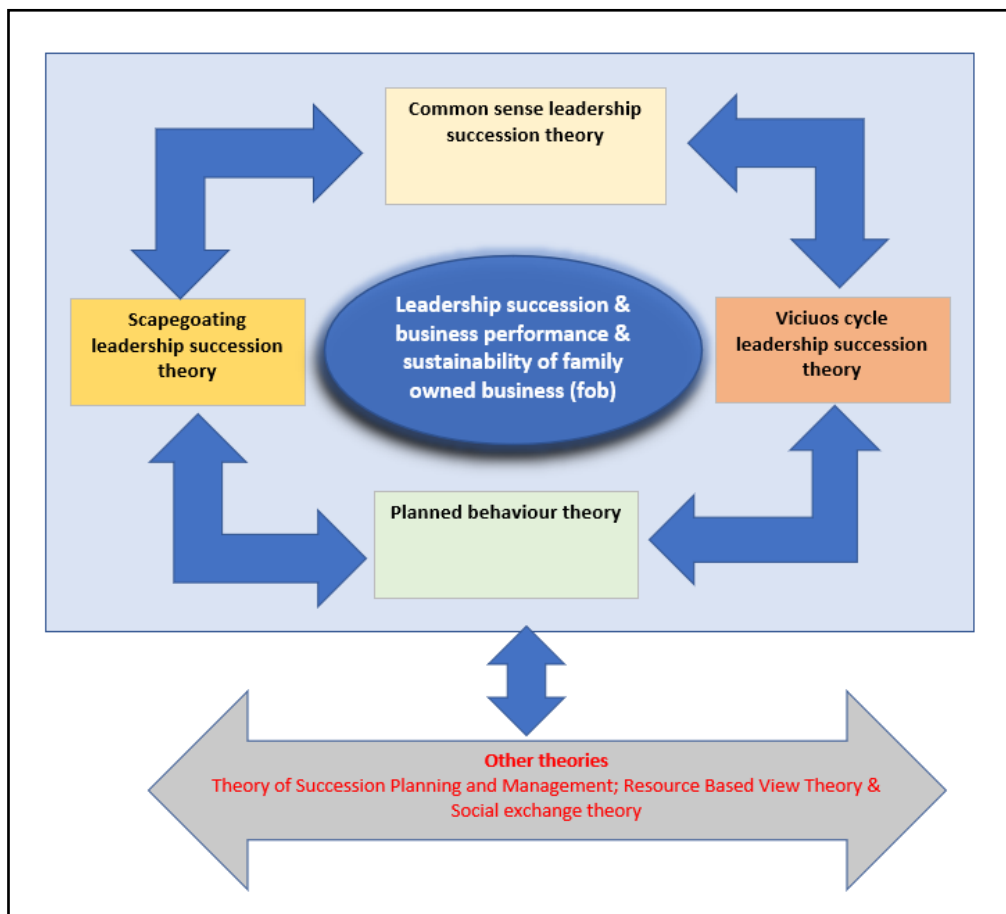 Common sense leadership
succession theory
Scapegoating
leadership succession
theory
Leadership succession &
business performance &
sustainability of family
owned business (fob)
Viciuos cycle
leadership succession
theory
Planned behaviour theory
Other theories
Theory of Succession Planning and Management; Resource Based View Theory &
Social exchange theory